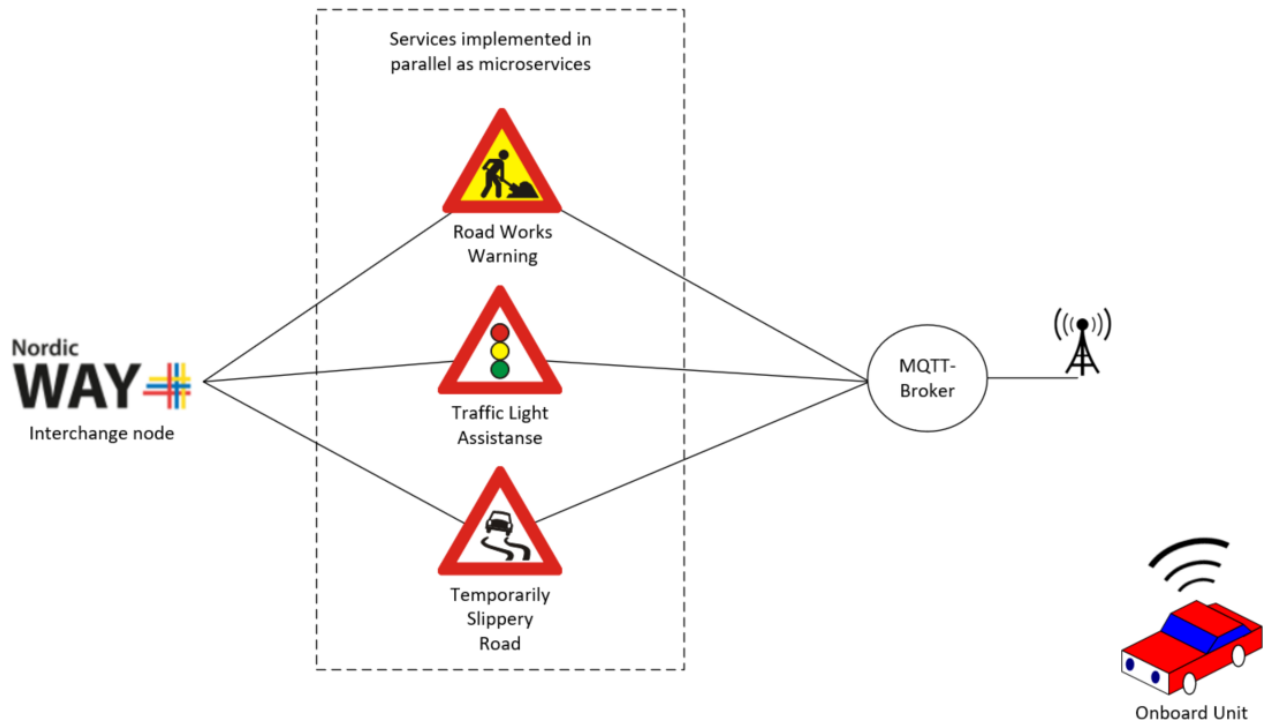 Services implemented in
parallel as microservices
Road Works
Warning
Nordic
WAY
Interchange node
Traffic Light
Assistanse
MQTT-
Broker
Temporarily
Slippery
Road
Onboard Unit